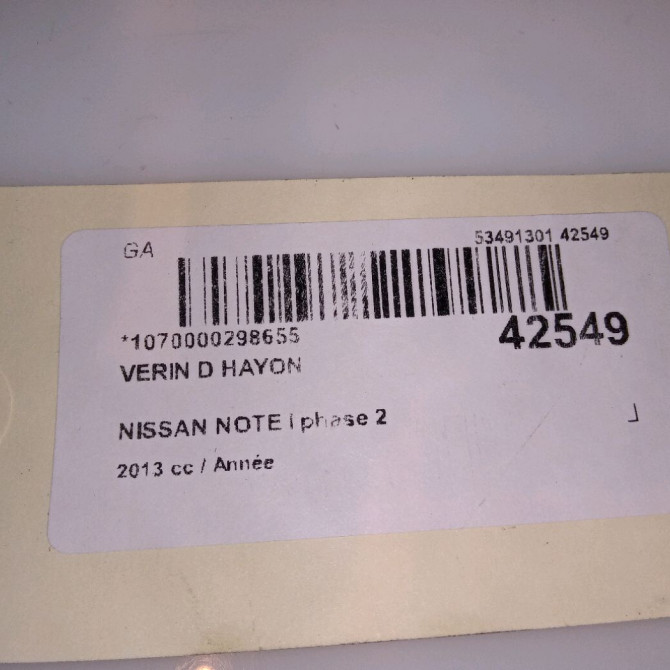 GA
53491301 42549
*1070000298655
42549
VERIN D HAYON
NISSAN NOTE I phase 2
2013 cc / Année